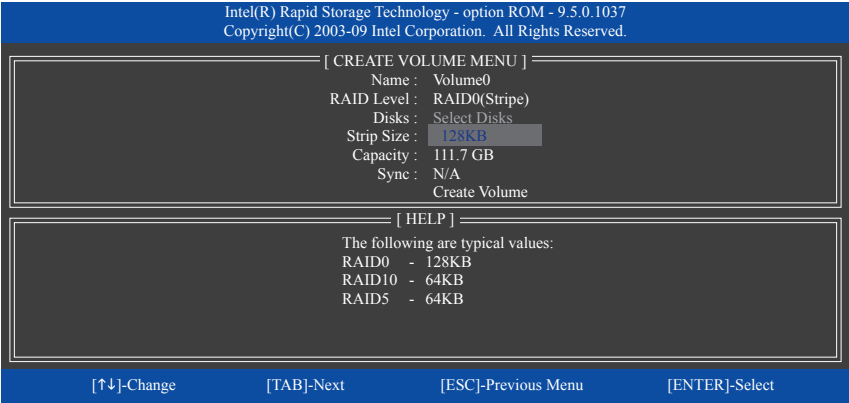 Intel(R) Rapid Storage Technology - option ROM - 9.5.0.1037
Copyright(C) 2003-09 Intel Corporation.  All Rights Reserved.
[ CREATE VOLUME MENU ]
Name :   Volume0
RAID Level :   RAID0(Stripe)
Disks :   Select Disks
Strip Size :   128KB
Capacity :   111.7 GB
Sync :   N/A
Create Volume
[ HELP ]
The following are typical values:
RAID0   -  128KB
RAID10  -  64KB
RAID5   -  64KB
[↑↓]-Change   [TAB]-Next   [ESC]-Previous Menu   [ENTER]-Select